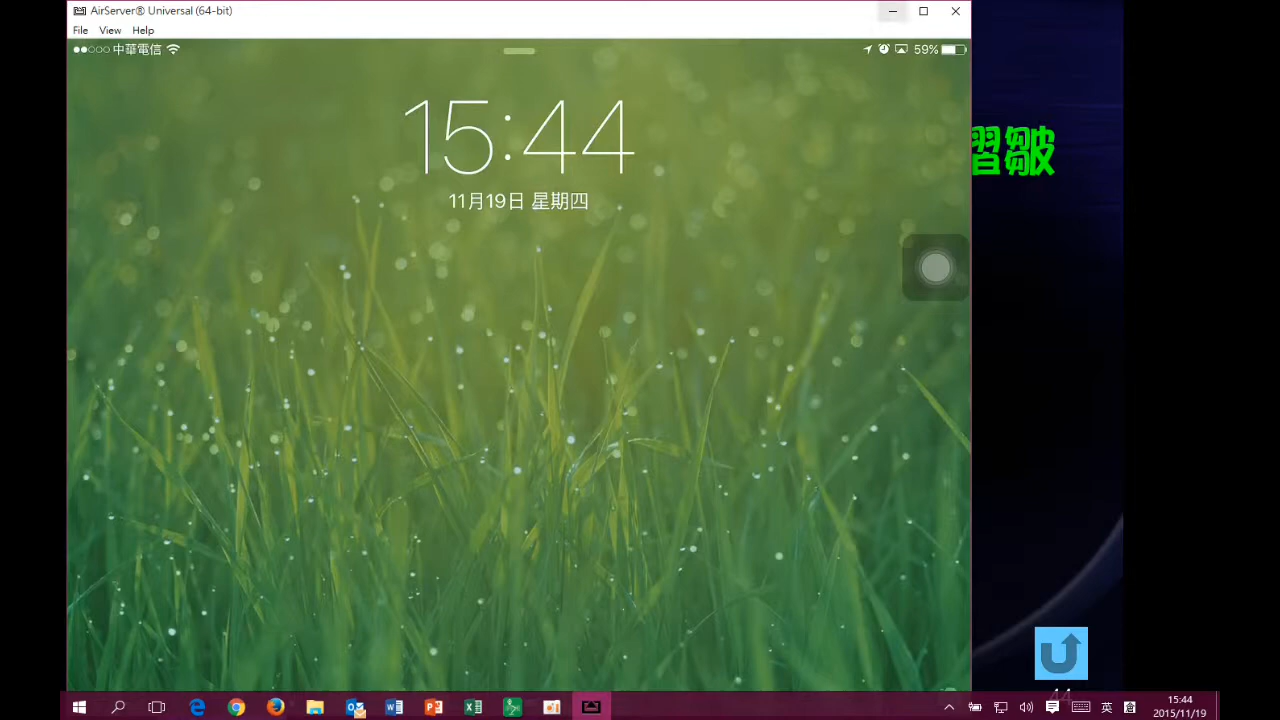 AirServer® Universal (64-bit)
File View Help
中華電信
59%
15:44
11月19日 星期四
皺
英
15:44
2015/11/19